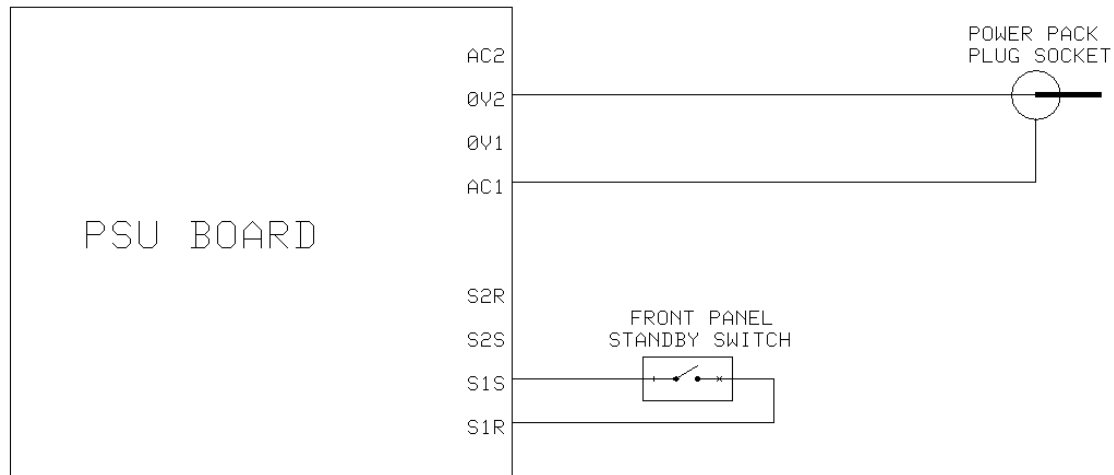 POWER PACK
PLUG SOCKET
AC2
0V2
0V1
AC1
PSU BOARD
S2R
S2S
S1S
S1R
FRONT PANEL
STANDBY SWITCH